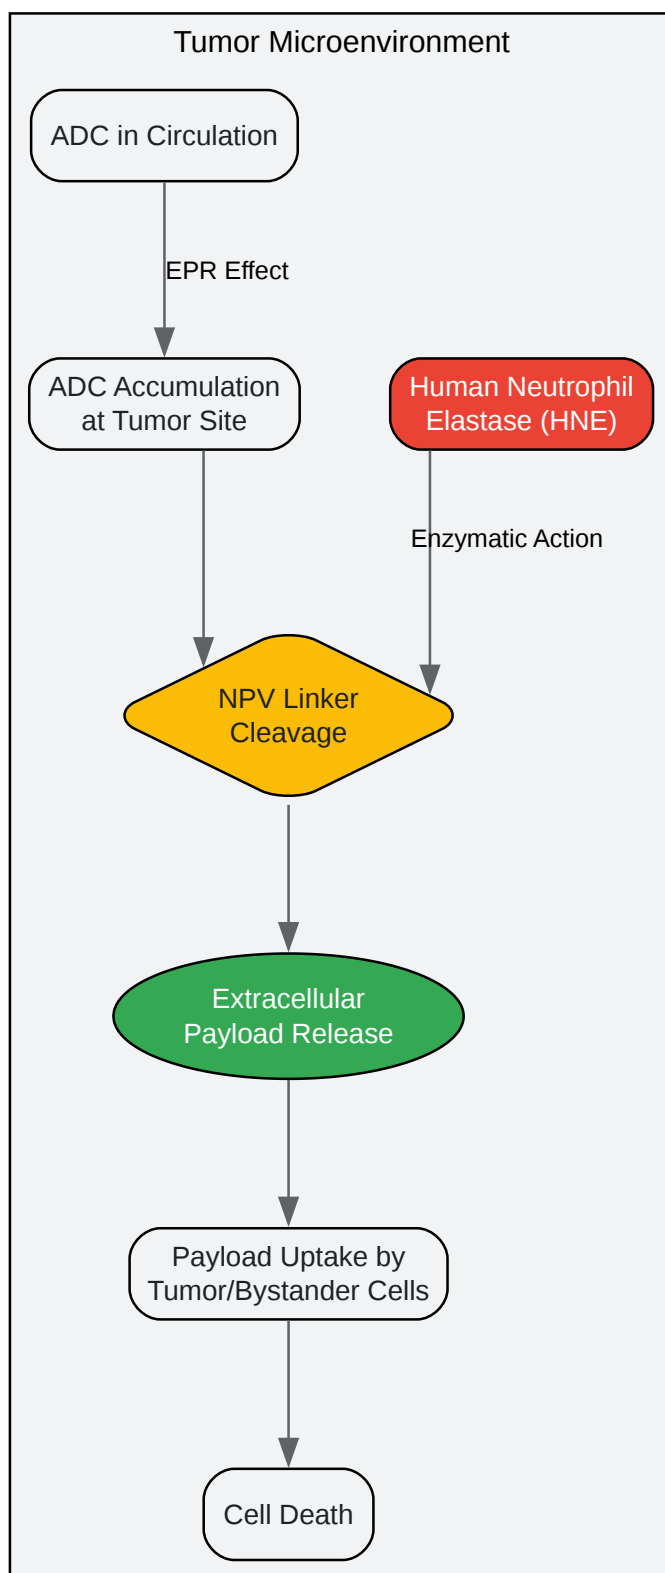 Tumor Microenvironment
ADC in Circulation
EPR Effect
ADC Accumulation
at Tumor Site
Human Neutrophil
Elastase (HNE)
Enzymatic Action
NPV Linker
Cleavage
Extracellular
Payload Release
Payload Uptake by
Tumor/Bystander Cells
Cell Death